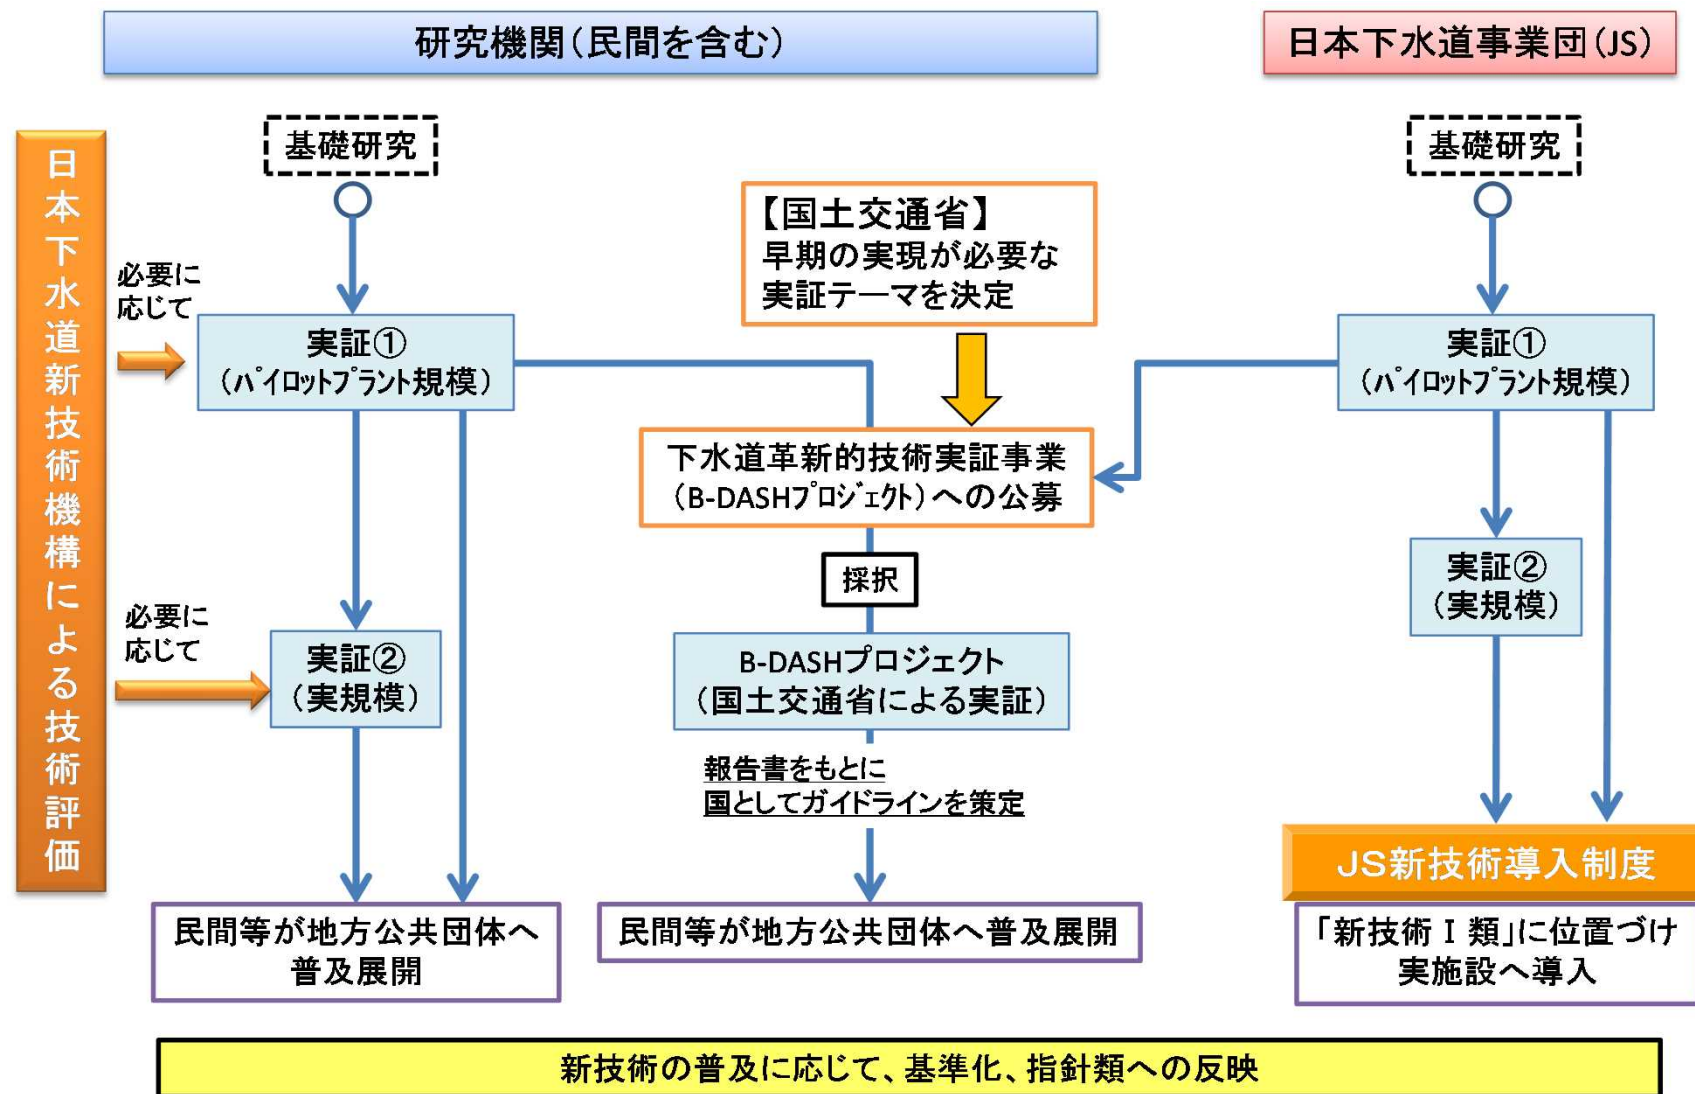 研究機関（民間を含む）
日本下水道事業団（JS）
日本下水道新技術機構による技術評価
基礎研究
必要に
応じて
実証①
（ﾊﾟｲﾛｯﾄﾌﾟﾗﾝﾄ規模）
必要に
応じて
実証②
（実規模）
民間等が地方公共団体へ
普及展開
【国土交通省】
早期の実現が必要な
実証テーマを決定
下水道革新的技術実証事業
（B-DASHﾌﾟﾛｼﾞｪｸﾄ）への公募
採択
B-DASHプロジェクト
（国土交通省による実証）
報告書をもとに
国としてガイドラインを策定
民間等が地方公共団体へ普及展開
基礎研究
実証①
（ﾊﾟｲﾛｯﾄﾌﾟﾗﾝﾄ規模）
実証②
（実規模）
JS新技術導入制度
「新技術Ⅰ類」に位置づけ
実施設へ導入
新技術の普及に応じて、基準化、指針類への反映